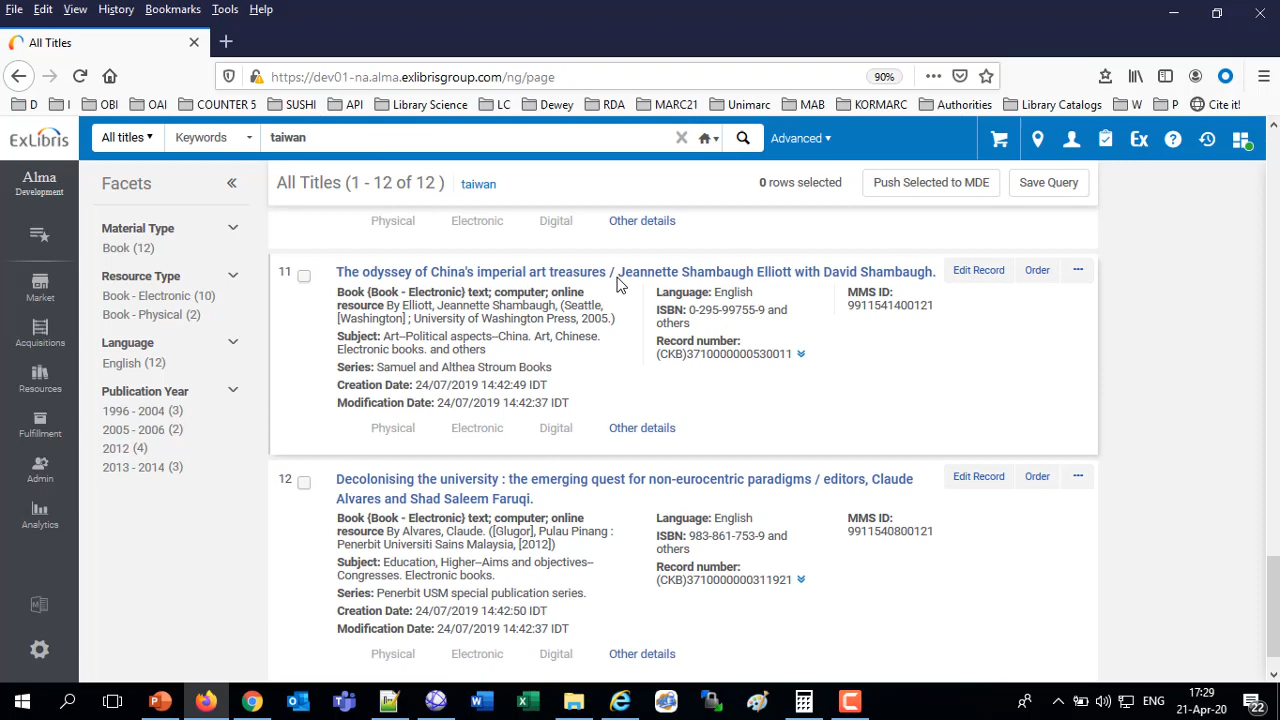 File Edit View History Bookmarks Tools Help
All Titles
https://dev01-na.alma.exlibrisgroup.com/ng/page 90%
D I OBI OAI COUNTER 5 SUSHI API Library Science LC Dewey RDA MARC21 Unimarc MAB KORMARC Authorities Library Catalogs W P Cite it!
ExLibris All titles Keywords taiwan Advanced Ex
Alma
Development
Market
Acquisitions
Resources
Fulfillment
Admin
Analytics
Facets
Material Type
Book (12)
Resource Type
Book - Electronic (10)
Book - Physical (2)
Language
English (12)
Publication Year
1996 - 2004 (3)
2005 - 2006 (2)
2012 (4)
2013 - 2014 (3)
All Titles (1 - 12 of 12 ) taiwan 0 rows selected Push Selected to MDE Save Query
Physical Electronic Digital Other details
11 The odyssey of China's imperial art treasures / Jeannette Shambaugh Elliott with David Shambaugh. Edit Record Order
Book {Book - Electronic} text; computer; online
resource By Elliott, Jeannette Shambaugh, (Seattle,
[Washington] ; University of Washington Press, 2005.)
Subject: Art--Political aspects--China. Art, Chinese.
Electronic books. and others
Series: Samuel and Althea Stroum Books
Creation Date: 24/07/2019 14:42:49 IDT
Modification Date: 24/07/2019 14:42:37 IDT
Language: English
ISBN: 0-295-99755-9 and
others
Record number:
(CKB)3710000000530011
MMS ID:
9911541400121
Physical Electronic Digital Other details
12 Decolonising the university : the emerging quest for non-eurocentric paradigms / editors, Claude
Alvares and Shad Saleem Faruqi.
Edit Record Order
Book {Book - Electronic} text; computer; online
resource By Alvares, Claude. ([Glugor], Pulau Pinang :
Penerbit Universiti Sains Malaysia, [2012])
Subject: Education, Higher--Aims and objectives--
Congresses. Electronic books.
Series: Penerbit USM special publication series.
Creation Date: 24/07/2019 14:42:50 IDT
Modification Date: 24/07/2019 14:42:37 IDT
Language: English
ISBN: 983-861-753-9 and
others
Record number:
(CKB)3710000000311921
MMS ID:
9911540800121
Physical Electronic Digital Other details
ENG
17:29
21-Apr-20
22